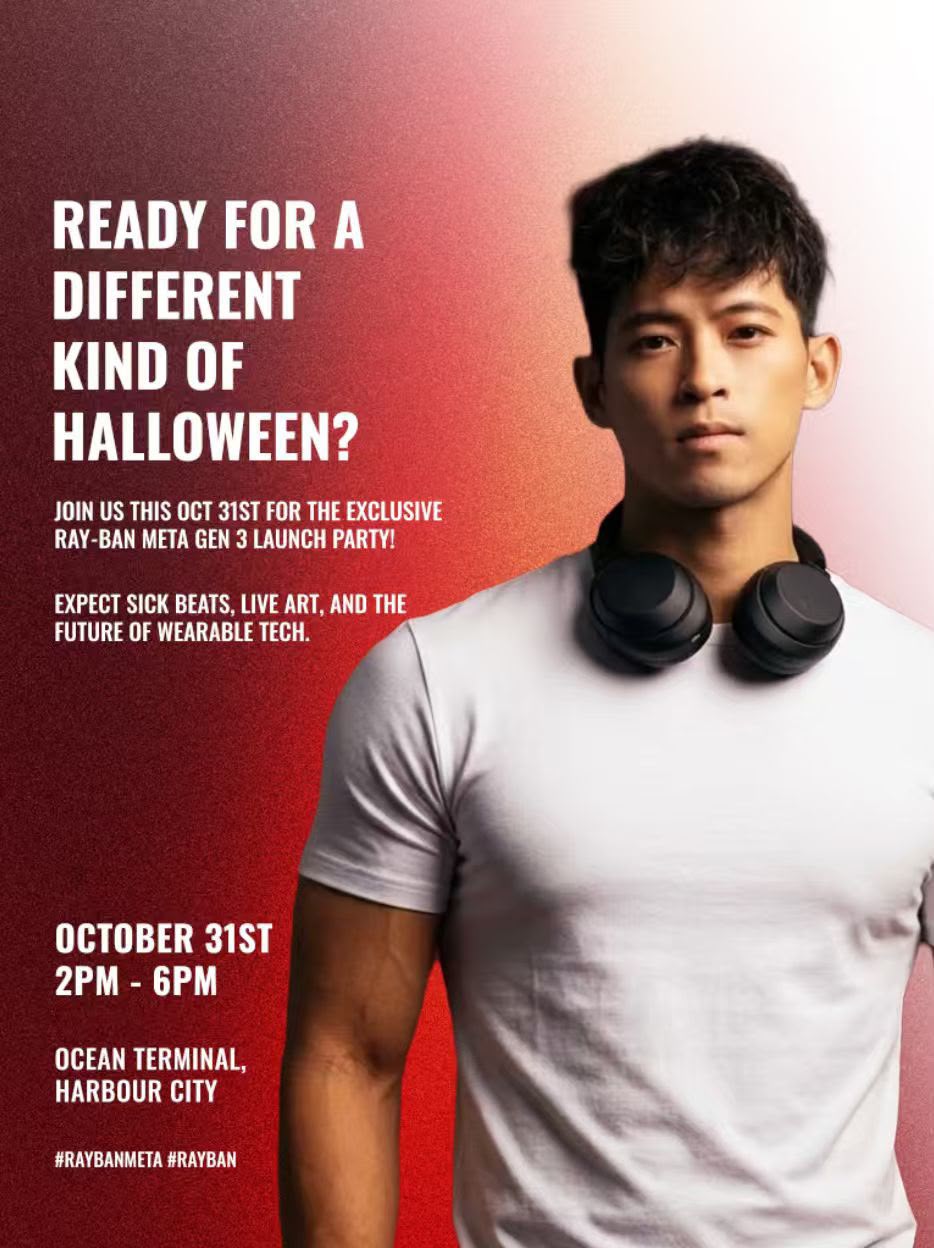 READY FOR A
DIFFERENT
KIND OF
HALLOWEEN?
JOIN US THIS OCT 31ST FOR THE EXCLUSIVE
RAY-BAN META GEN 3 LAUNCH PARTY!
EXPECT SICK BEATS, LIVE ART, AND THE
FUTURE OF WEARABLE TECH.
OCTOBER 31ST
2PM - 6PM
OCEAN TERMINAL,
HARBOUR CITY
#RAYBANMETA #RAYBAN